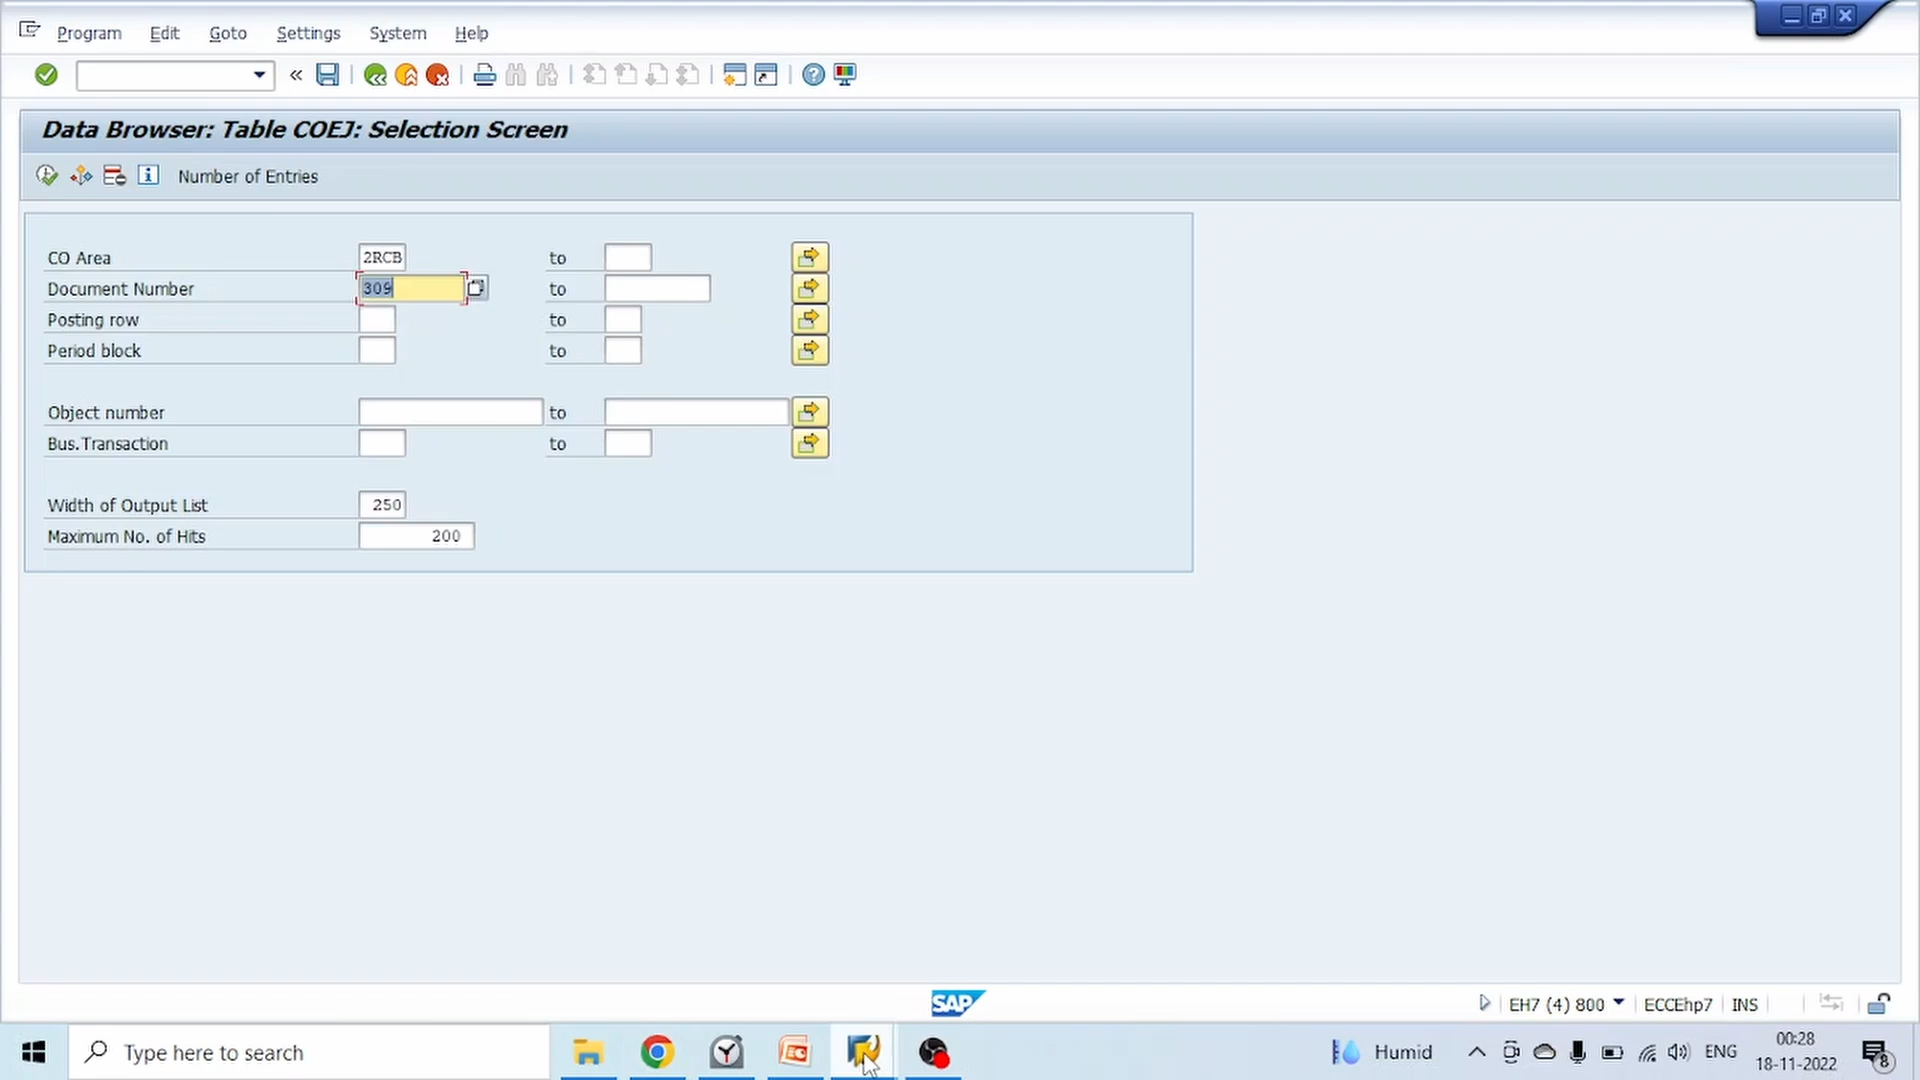 Program Edit Goto Settings System Help
Data Browser: Table COEJ: Selection Screen
Number of Entries
CO Area 2RCB to
Document Number 309 to
Posting row to
Period block to
Object number to
Bus.Transaction to
Width of Output List 250
Maximum No. of Hits 200
SAP
EH7 (4) 800 ECCEhp7 INS
Type here to search
Humid
ENG
00:28
18-11-2022
8